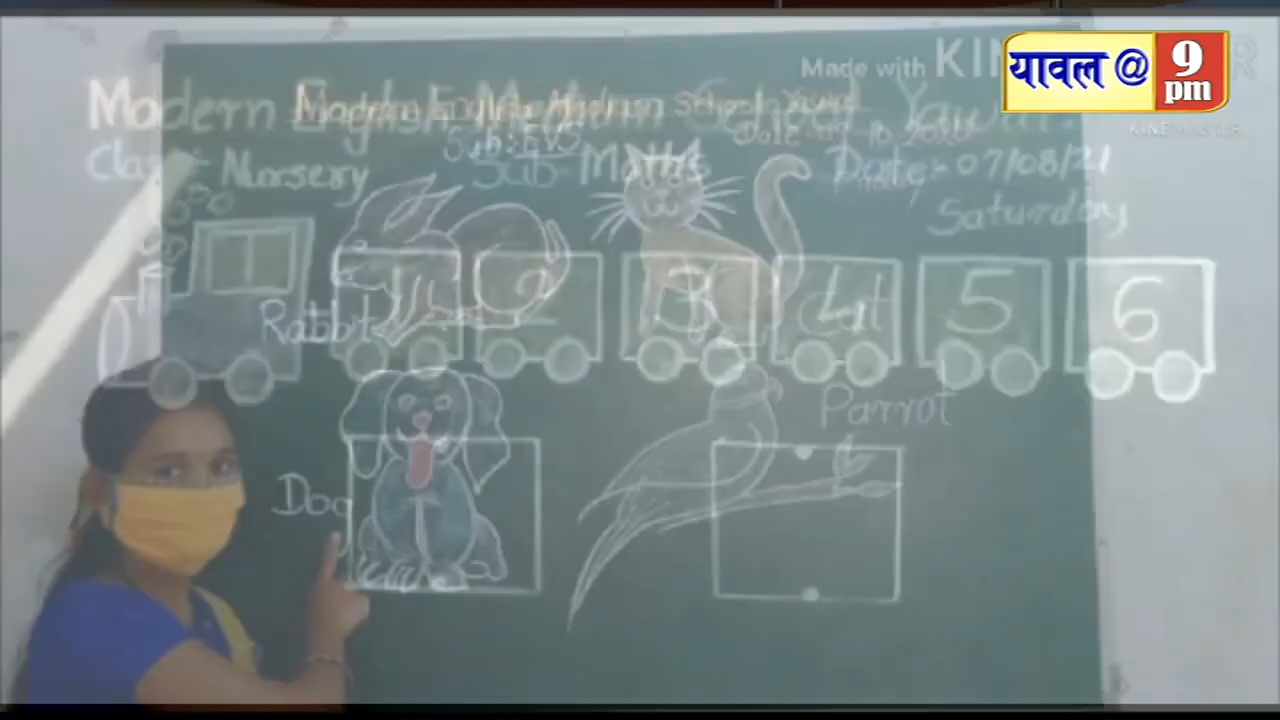 Made with KIN
यावल @ 9 pm
KINEMASTER
Modern English Medium School, Yawal
Sub:EVS
Date:- 07/08/21
Class:- Nursery
Sub- Maths
Saturday
1 2 3 4 5 6
Rabbit
Cat
Parrot
Dog